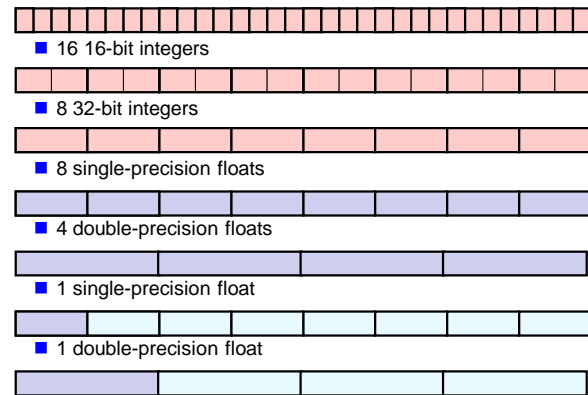 16 16-bit integers
8 32-bit integers
8 single-precision floats
4 double-precision floats
1 single-precision float
1 double-precision float